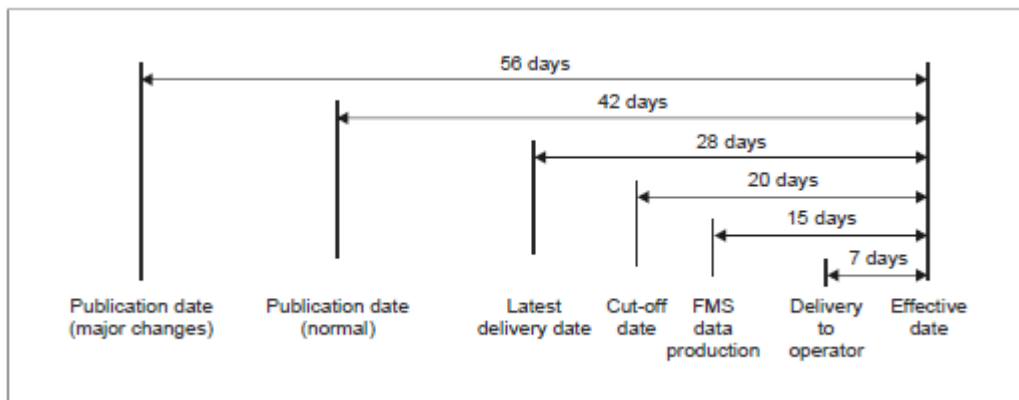 56 days
42 days
28 days
20 days
15 days
7 days
Publication date
(major changes)
Publication date
(normal)
Latest
delivery date
Cut-off
date
FMS
data
production
Delivery
to
operator
Effective
date